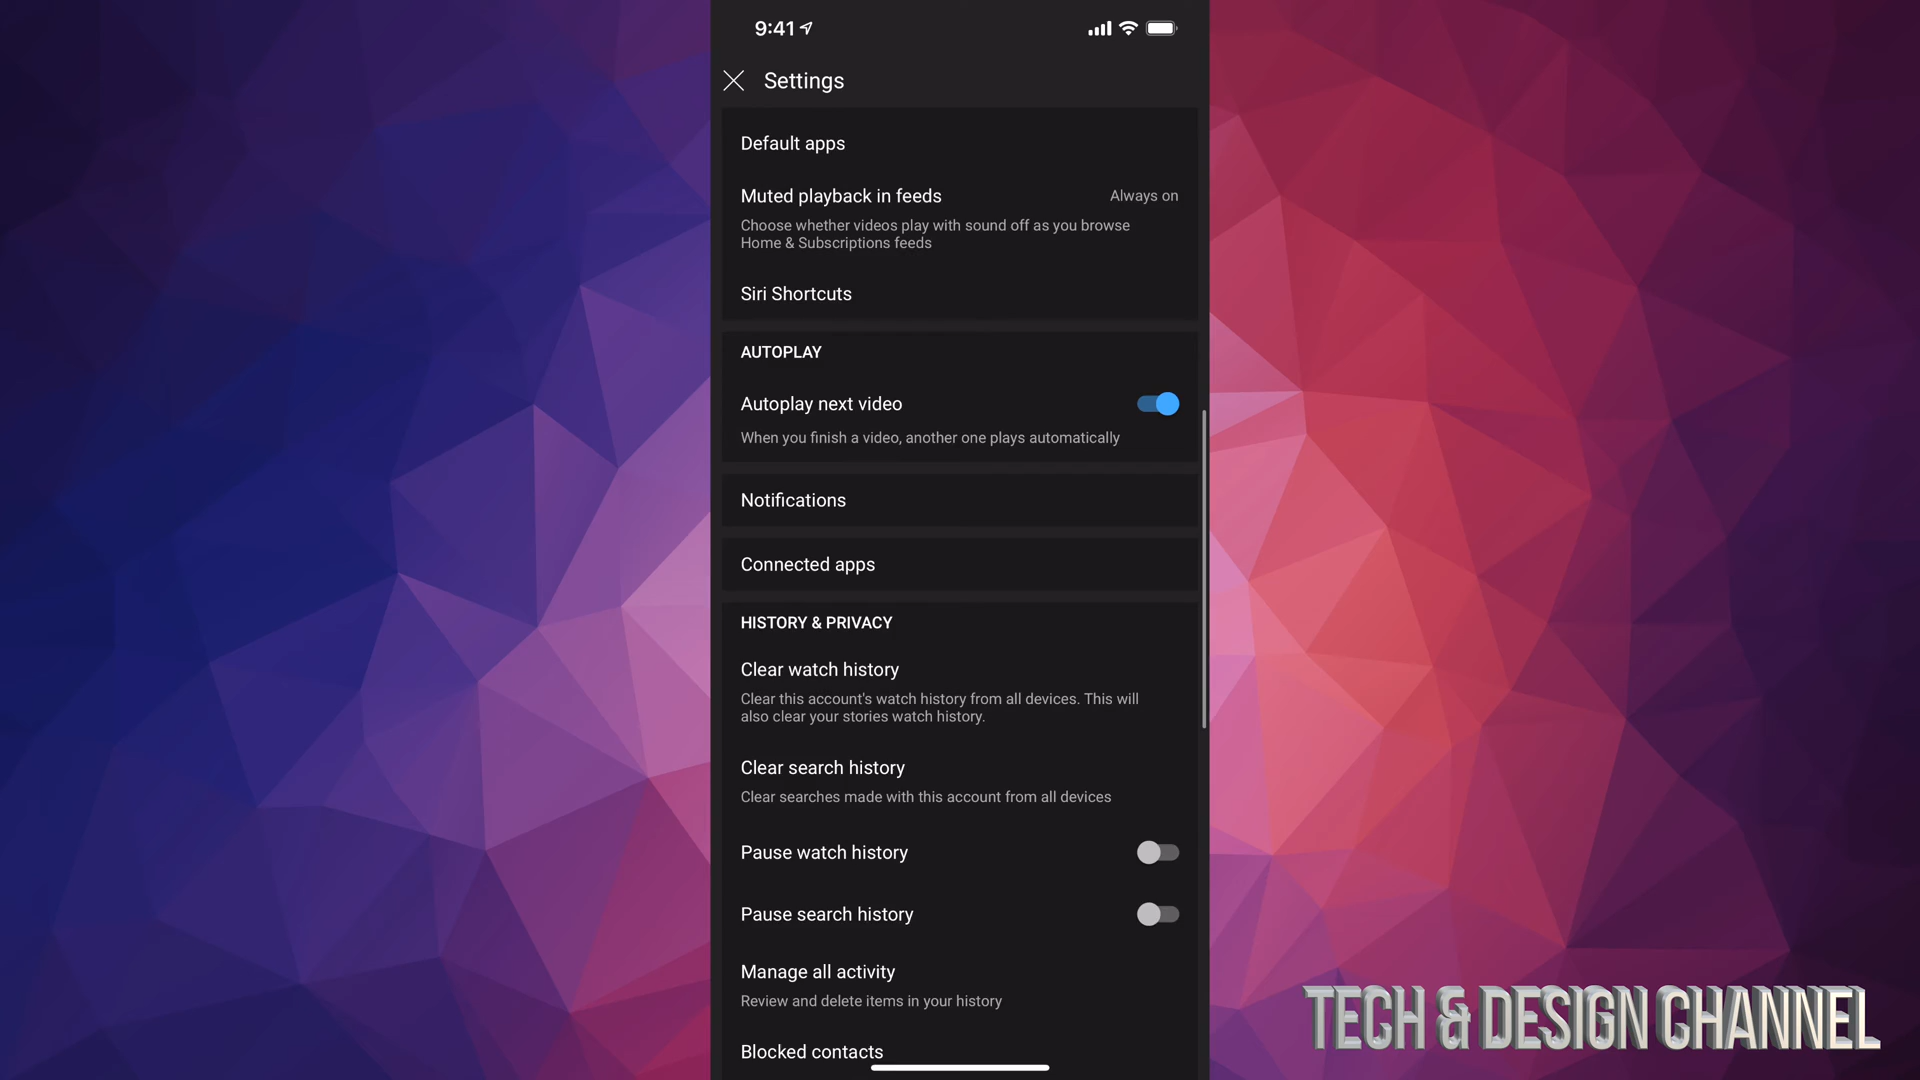 9:41
Settings
Default apps
Muted playback in feeds
Always on
Choose whether videos play with sound off as you browse
Home & Subscriptions feeds
Siri Shortcuts
AUTOPLAY
Autoplay next video
When you finish a video, another one plays automatically
Notifications
Connected apps
HISTORY & PRIVACY
Clear watch history
Clear this account's watch history from all devices. This will
also clear your stories watch history.
Clear search history
Clear searches made with this account from all devices
Pause watch history
Pause search history
Manage all activity
Review and delete items in your history
Blocked contacts
TECH & DESIGN CHANNEL